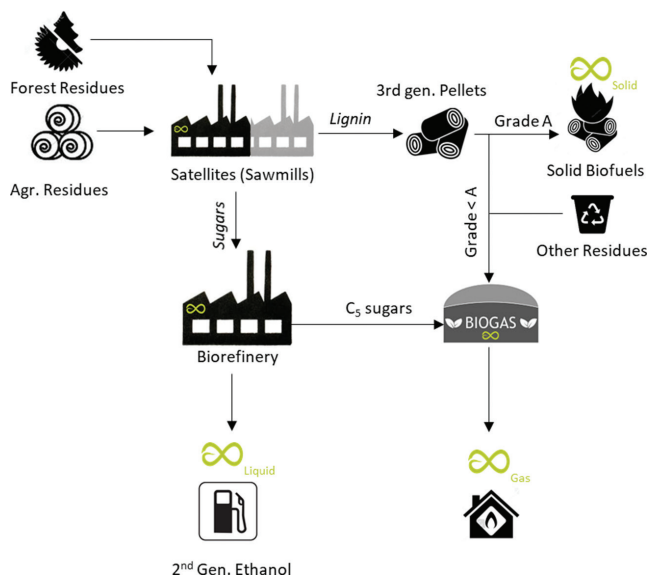 Forest Residues
Agr. Residues
Satellites (Sawmills)
Lignin
3rd gen. Pellets
Grade A
Solid
Solid Biofuels
Sugars
Grade < A
Other Residues
Biorefinery
C₅ sugars
BIOGAS
Liquid
Gas
2ⁿᵈ Gen. Ethanol